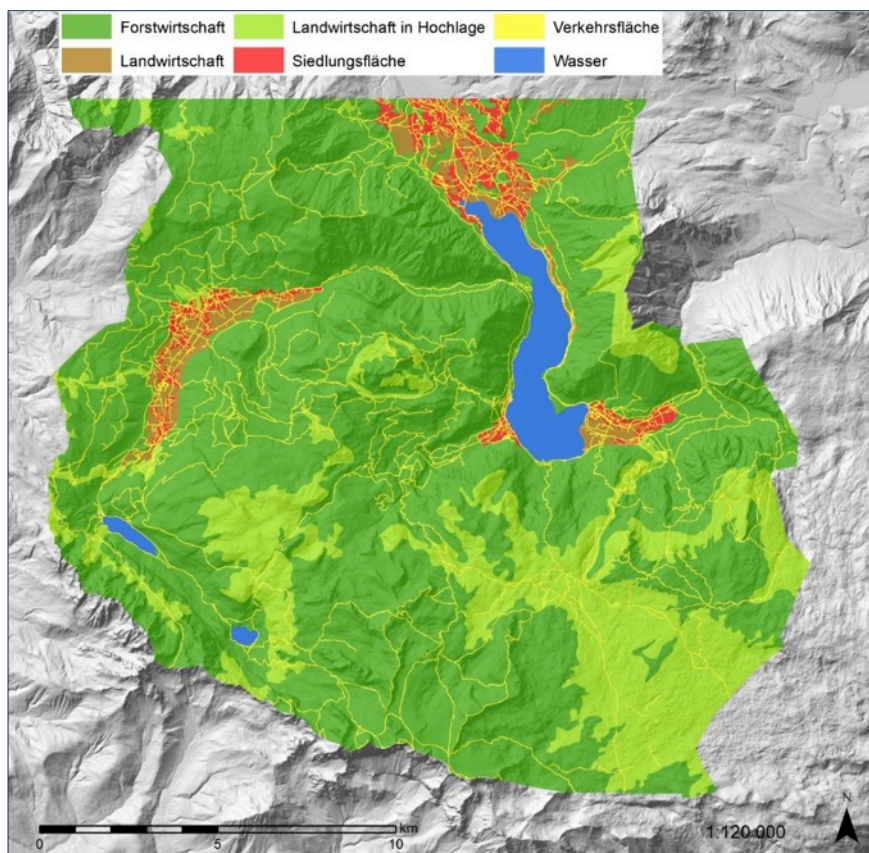 Forstwirtschaft Landwirtschaft in Hochlage Verkehrsfläche
Landwirtschaft Siedlungsfläche Wasser
N
km
1:120.000
0 5 10